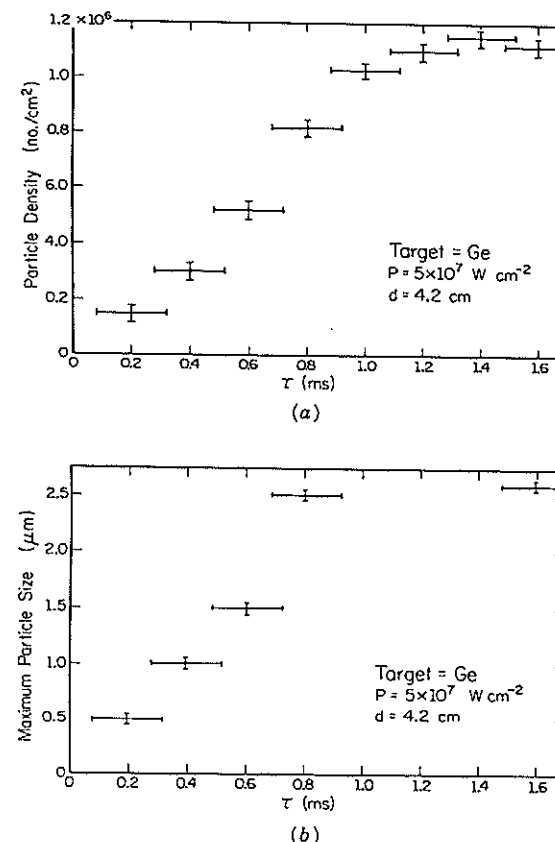 1.2 × 10⁶
1.0
0.8
0.6
0.4
0.2
0
Particle Density (no./cm²)
Target = Ge
P = 5×10⁷ W cm⁻²
d = 4.2 cm
0.2 0.4 0.6 0.8 1.0 1.2 1.4 1.6
τ (ms)
(a)
2.5
2.0
1.5
1.0
0.5
0
Maximum Particle Size (μm)
Target = Ge
P = 5×10⁷ W cm⁻²
d = 4.2 cm
0 0.2 0.4 0.6 0.8 1.0 1.2 1.4 1.6
τ (ms)
(b)